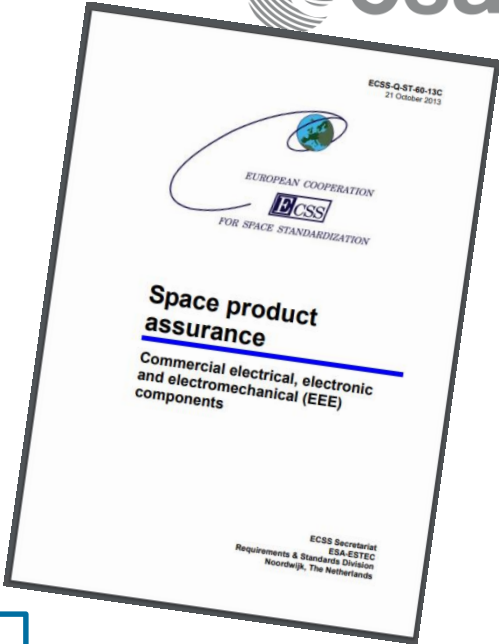 esa
ECSS-Q-ST-60-13C
21 October 2013
EUROPEAN COOPERATION
ECSS
FOR SPACE STANDARDIZATION
Space product
assurance
Commercial electrical, electronic
and electromechanical (EEE)
components
ECSS Secretariat
ESA-ESTEC
Requirements & Standards Division
Noordwijk, The Netherlands